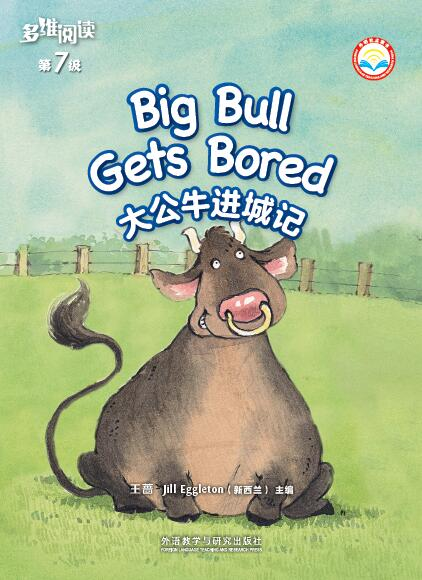 多维阅读
第7级
Big Bull
Gets Bored
大公牛进城记
王蔷 Jill Eggleton（新西兰）主编
外语教学与研究出版社
FOREIGN LANGUAGE TEACHING AND RESEARCH PRESS